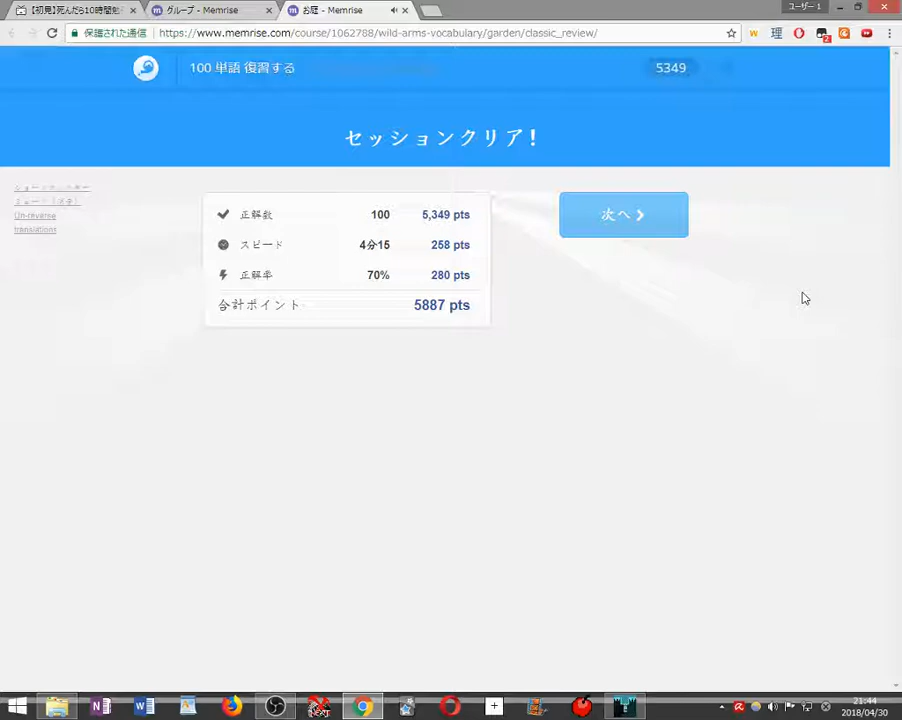 【初見】死んだら10時間勉
グループ - Memrise
お庭 - Memrise
ユーザー 1
保護された通信
https://www.memrise.com/course/1062788/wild-arms-vocabulary/garden/classic_review/
100 単語 復習する
5349
セッションクリア!
Un-reverse
translations
正解数 100 5,349 pts
スピード 4分15 258 pts
正解率 70% 280 pts
合計ポイント 5887 pts
次へ
21:44
2018/04/30